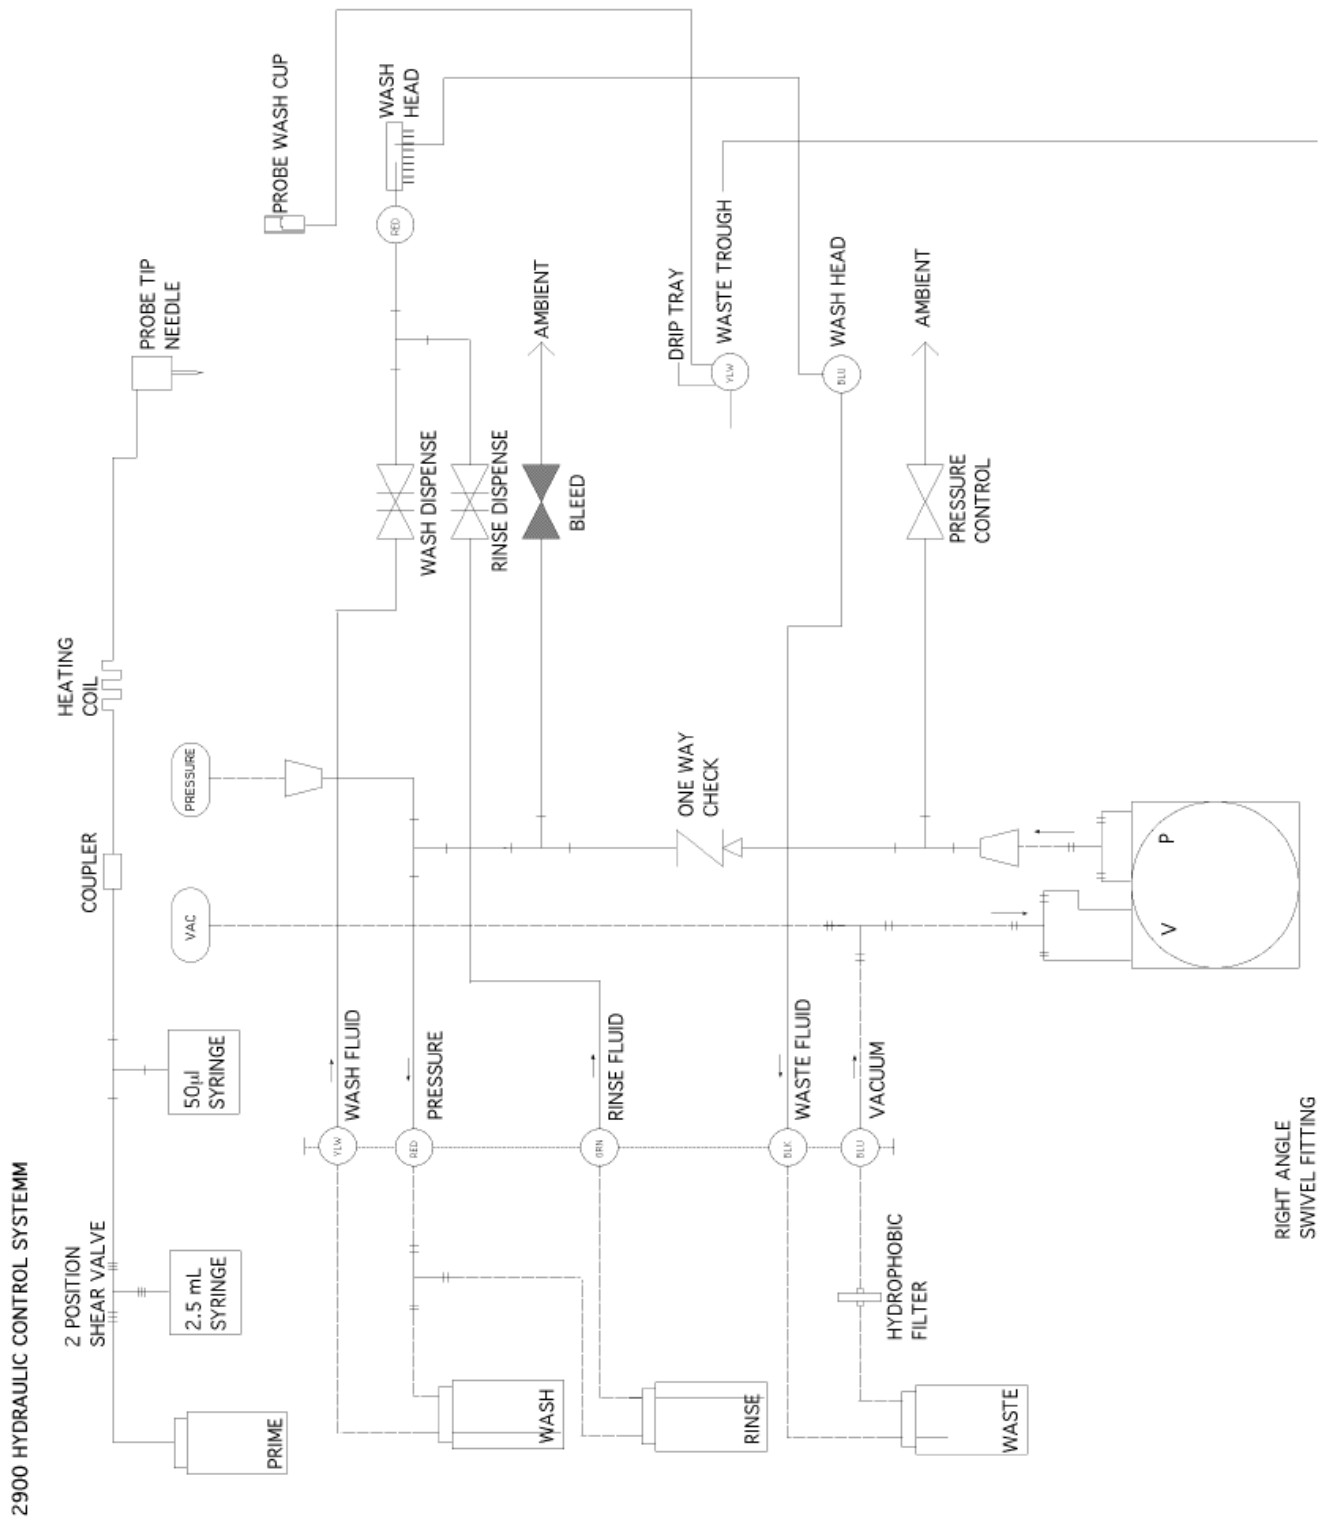 2900 HYDRAULIC CONTROL SYSTEMM
PRIME
2 POSITION
SHEAR VALVE
2.5 mL
SYRINGE
50µl
SYRINGE
COUPLER
HEATING
COIL
PROBE TIP
NEEDLE
VAC
PRESSURE
PROBE WASH CUP
WASH
HEAD
RED
WASH
YLW
WASH FLUID
WASH DISPENSE
RED
PRESSURE
RINSE DISPENSE
BLEED
AMBIENT
RINSE
GRN
RINSE FLUID
ONE WAY
CHECK
DRIP TRAY
YLW
WASTE TROUGH
BLK
WASTE FLUID
BLU
WASH HEAD
WASTE
HYDROPHOBIC
FILTER
BLU
VACUUM
PRESSURE
CONTROL
AMBIENT
V
P
RIGHT ANGLE
SWIVEL FITTING